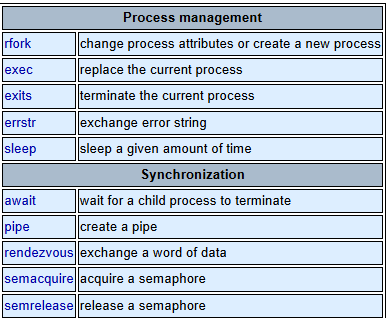 Process management
rfork change process attributes or create a new process
exec replace the current process
exits terminate the current process
errstr exchange error string
sleep sleep a given amount of time
Synchronization
await wait for a child process to terminate
pipe create a pipe
rendezvous exchange a word of data
semacquire acquire a semaphore
semrelease release a semaphore